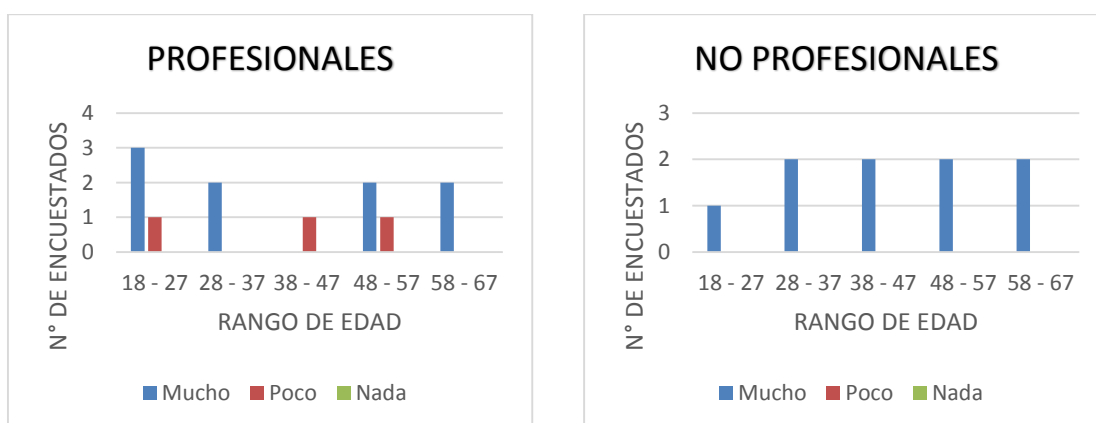 PROFESIONALES
4
3
2
1
0
N° DE ENCUESTADOS
18 - 27 28 - 37 38 - 47 48 - 57 58 - 67
RANGO DE EDAD
Mucho Poco Nada
NO PROFESIONALES
3
2
1
0
N° DE ENCUESTADOS
18 - 27 28 - 37 38 - 47 48 - 57 58 - 67
RANGO DE EDAD
Mucho Poco Nada